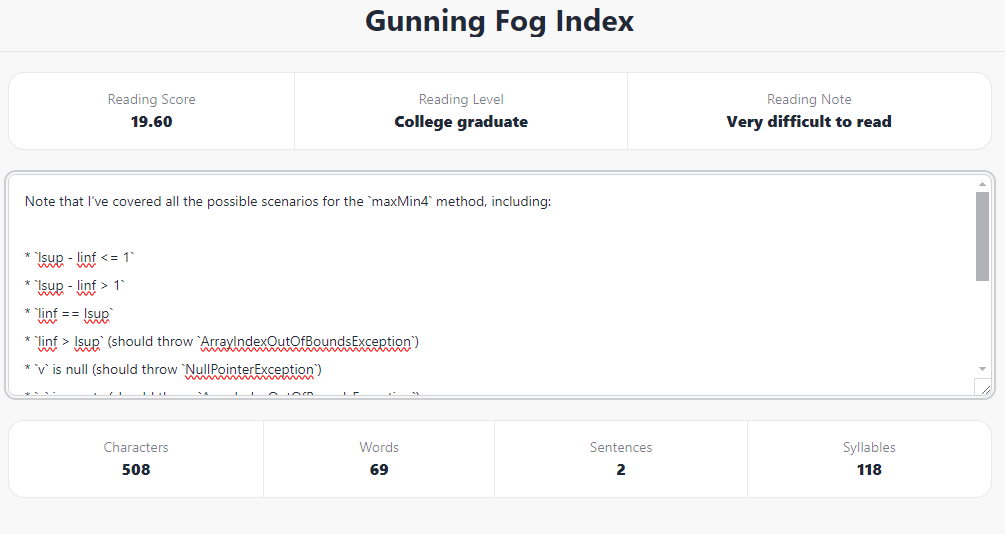 Gunning Fog Index
Reading Score
19.60
Reading Level
College graduate
Reading Note
Very difficult to read
Note that I've covered all the possible scenarios for the `maxMin4` method, including:
* `lsup - linf <= 1`
* `lsup - linf > 1`
* `linf == lsup`
* `linf > lsup` (should throw `ArrayIndexOutOfBoundsException`)
* `v` is null (should throw `NullPointerException`)
Characters
508
Words
69
Sentences
2
Syllables
118